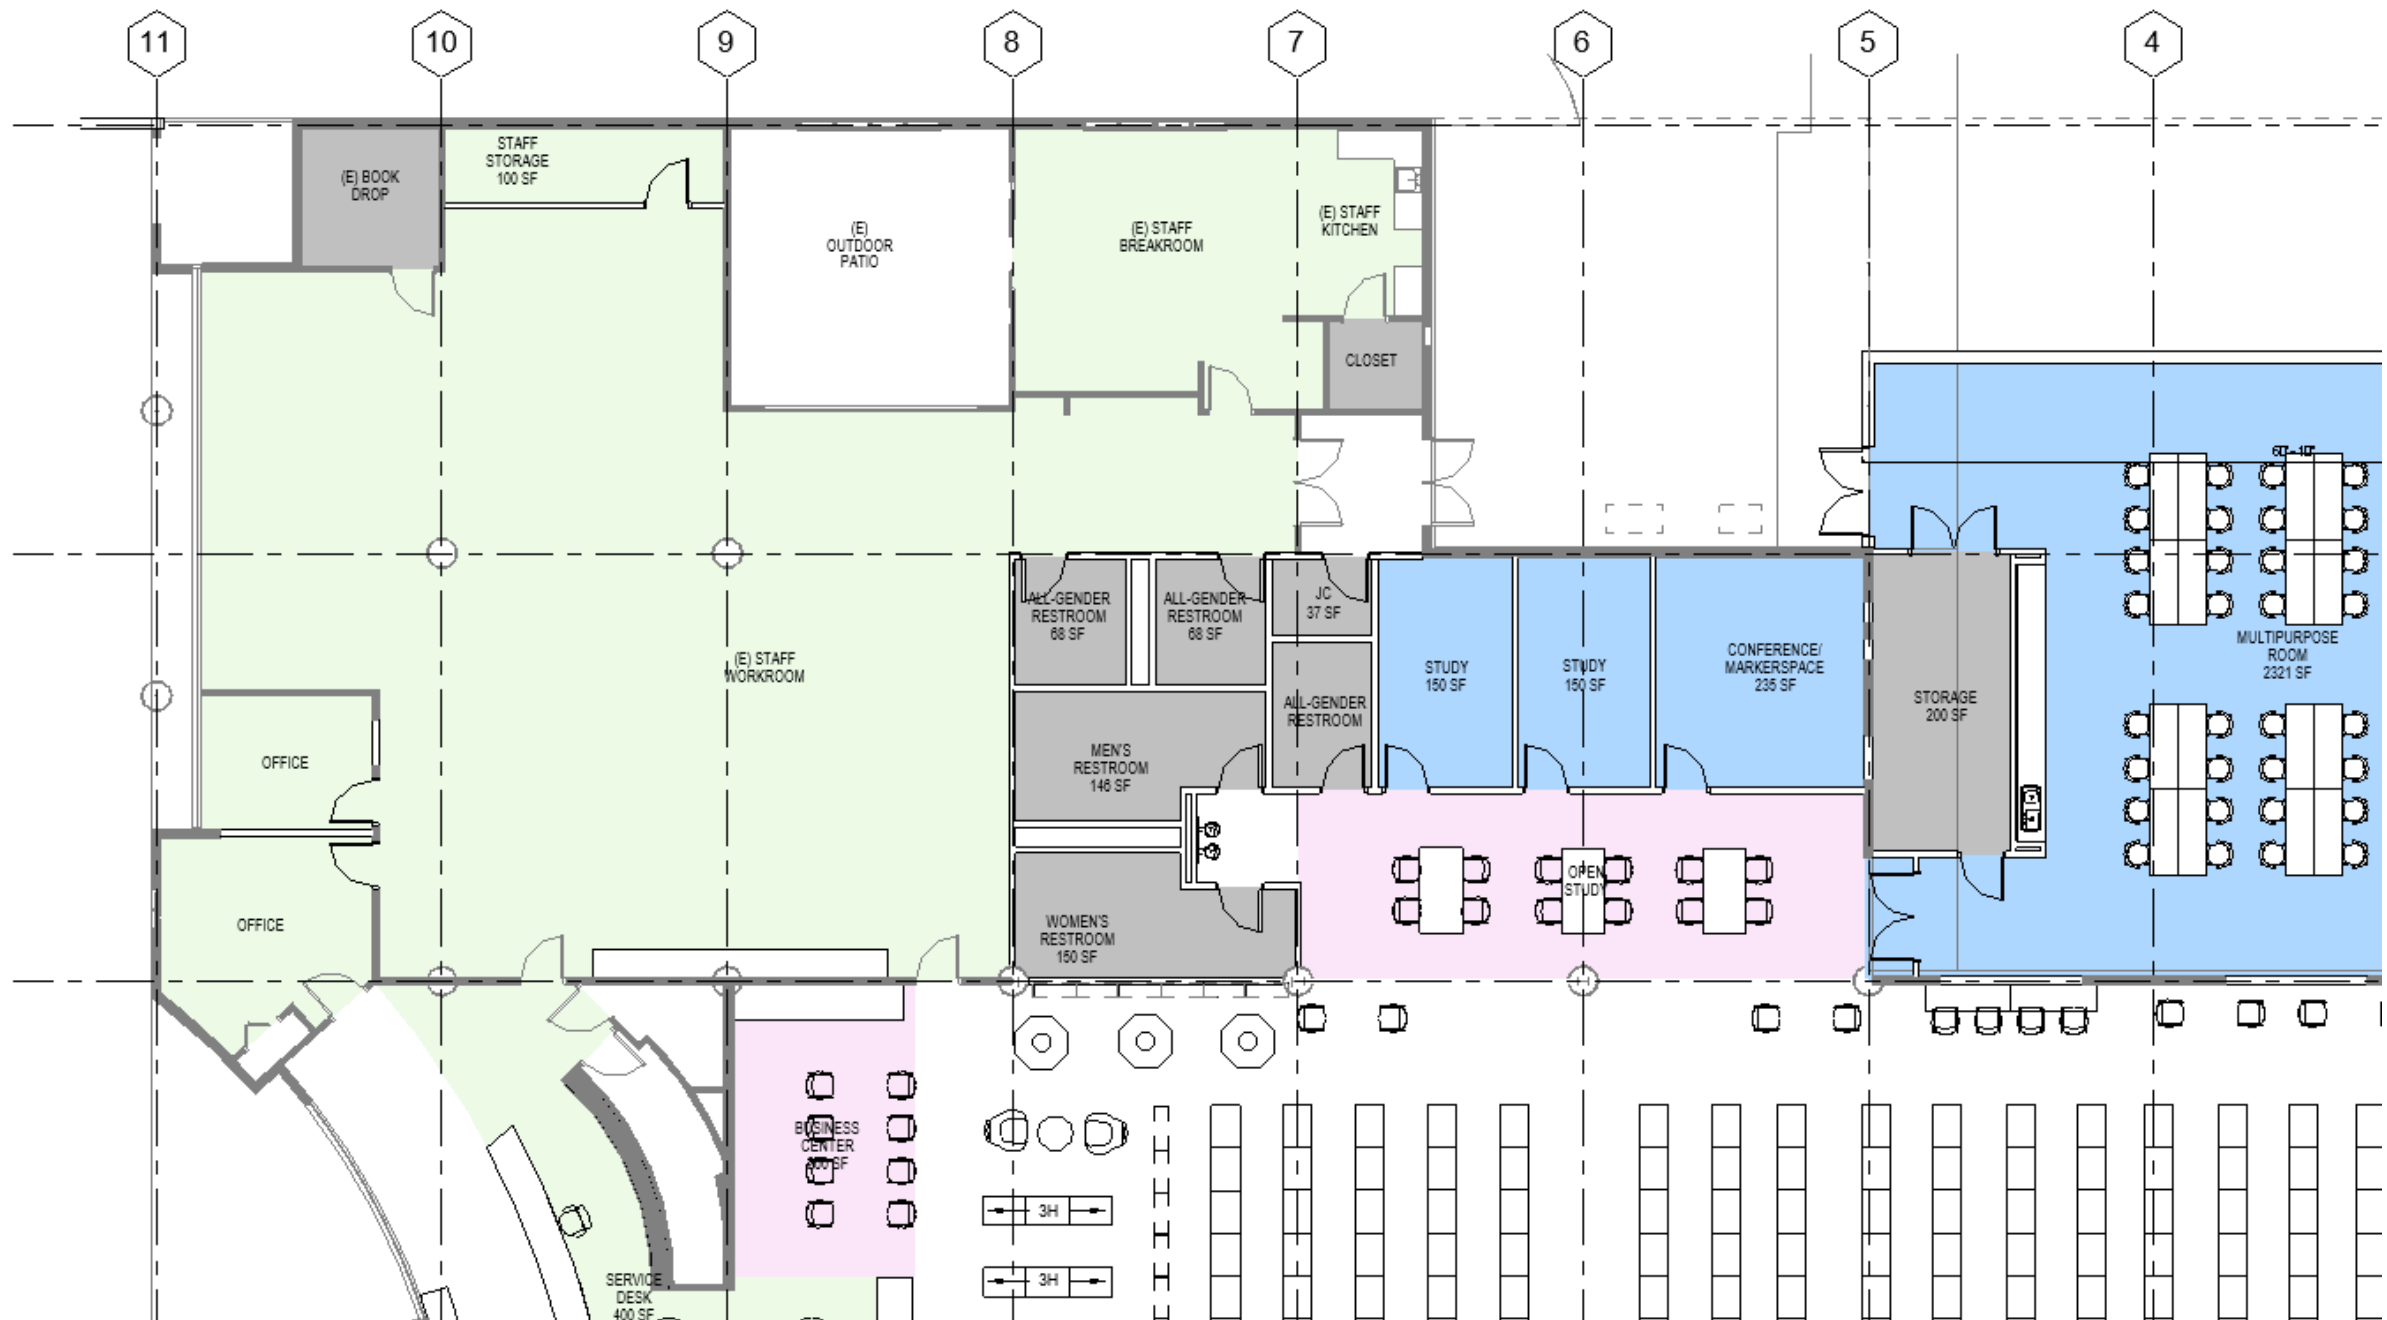 11
10
9
8
7
6
5
4
STAFF
STORAGE
100 SF
(E) BOOK
DROP
(E)
OUTDOOR
PATIO
(E) STAFF
BREAKROOM
(E) STAFF
KITCHEN
CLOSET
60'-10"
ALL-GENDER
RESTROOM
68 SF
ALL-GENDER
RESTROOM
68 SF
JC
37 SF
(E) STAFF
WORKROOM
STUDY
150 SF
STUDY
150 SF
CONFERENCE/
MARKERSPACE
235 SF
MULTIPURPOSE
ROOM
2321 SF
STORAGE
200 SF
ALL-GENDER
RESTROOM
OFFICE
MEN'S
RESTROOM
146 SF
OPEN
STUDY
OFFICE
WOMEN'S
RESTROOM
150 SF
BUSINESS
CENTER
300 SF
3H
3H
SERVICE
DESK
400 SF